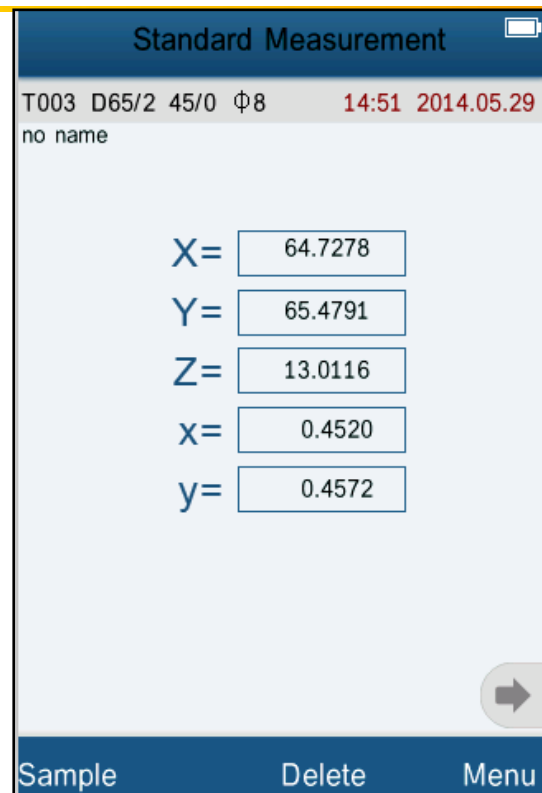 Standard Measurement
T003 D65/2 45/0 Φ8 14:51 2014.05.29
no name
X= 64.7278
Y= 65.4791
Z= 13.0116
x= 0.4520
y= 0.4572
Sample Delete Menu